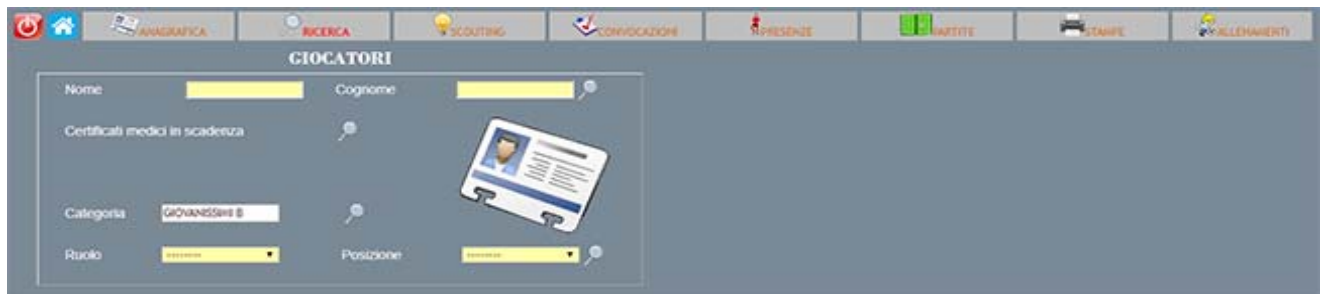 ANAGRAFICA RICERCA SCOUTING CONVOCAZIONI PRESENZE PARTITE STAMPE ALLENAMENTI
GIOCATORI
Nome Cognome
Certificati medici in scadenza
Categoria GIOVANISSIMI B
Ruolo -------- Posizione --------